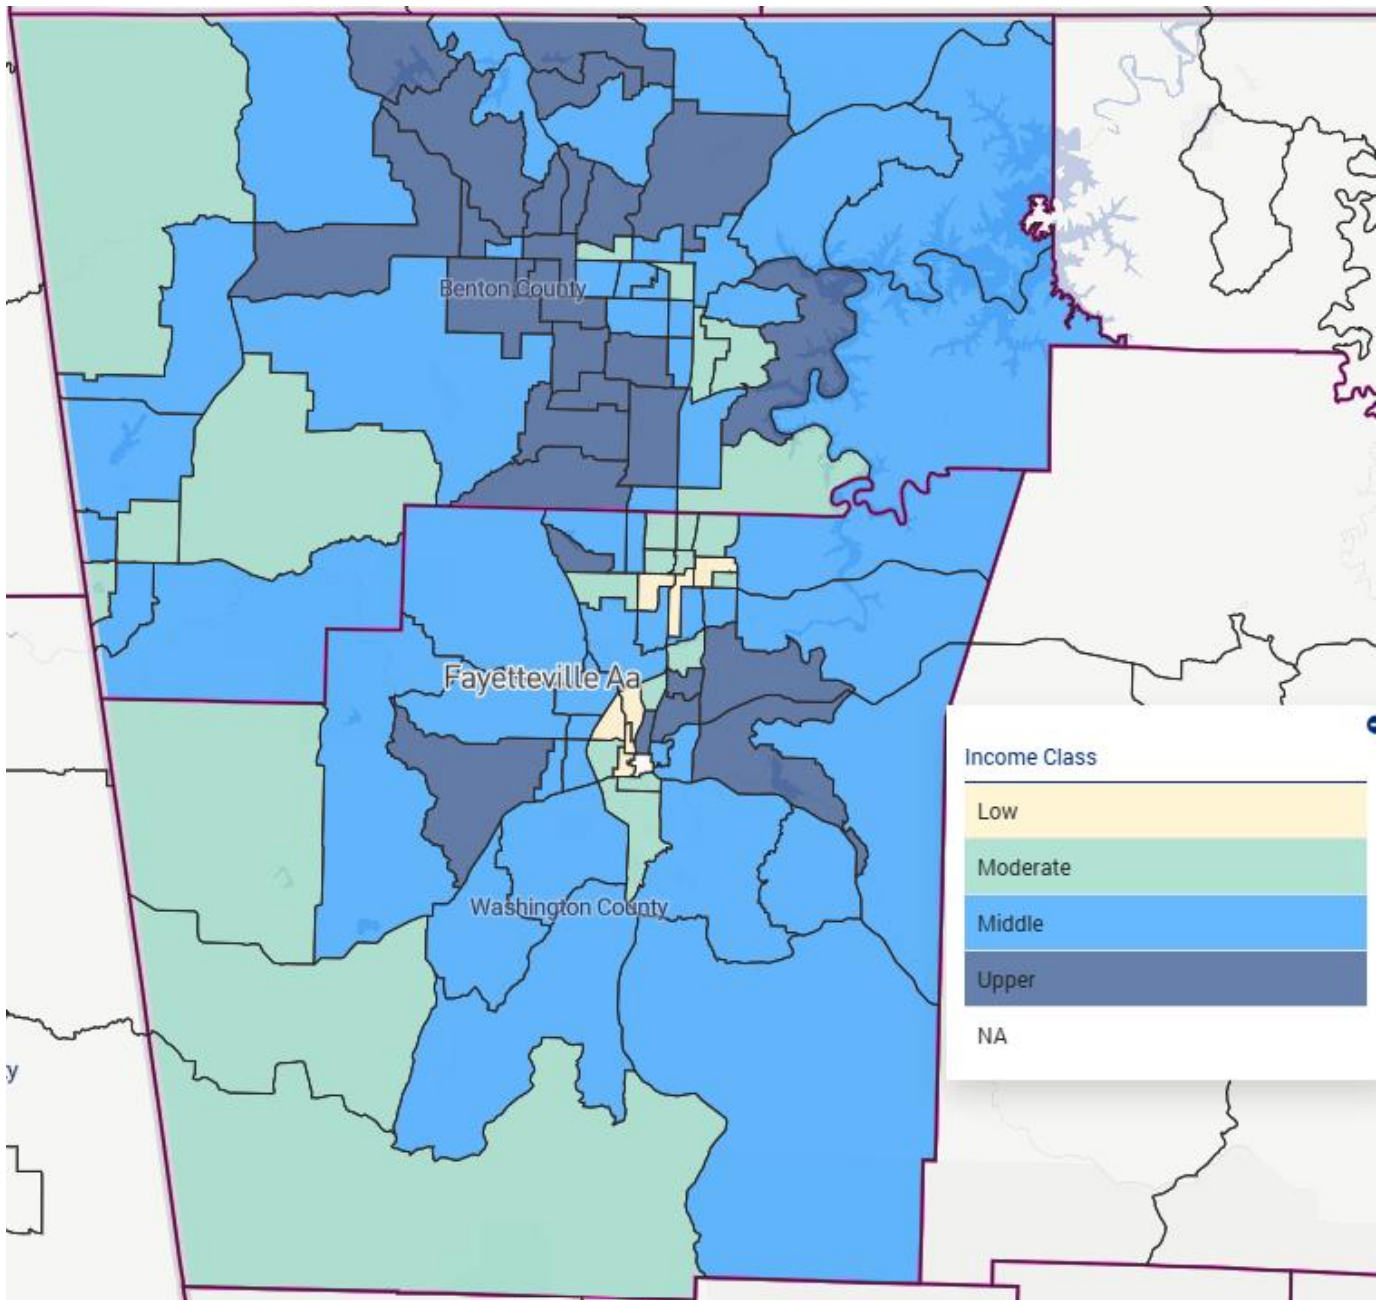 Benton County
Fayetteville Aa
Washington County
Income Class
Low
Moderate
Middle
Upper
NA
y